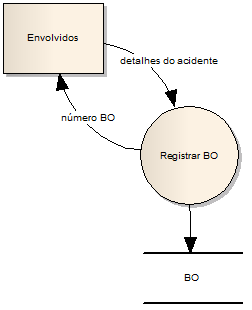 Envolvidos
detalhes do acidente
número BO
Registrar BO
BO